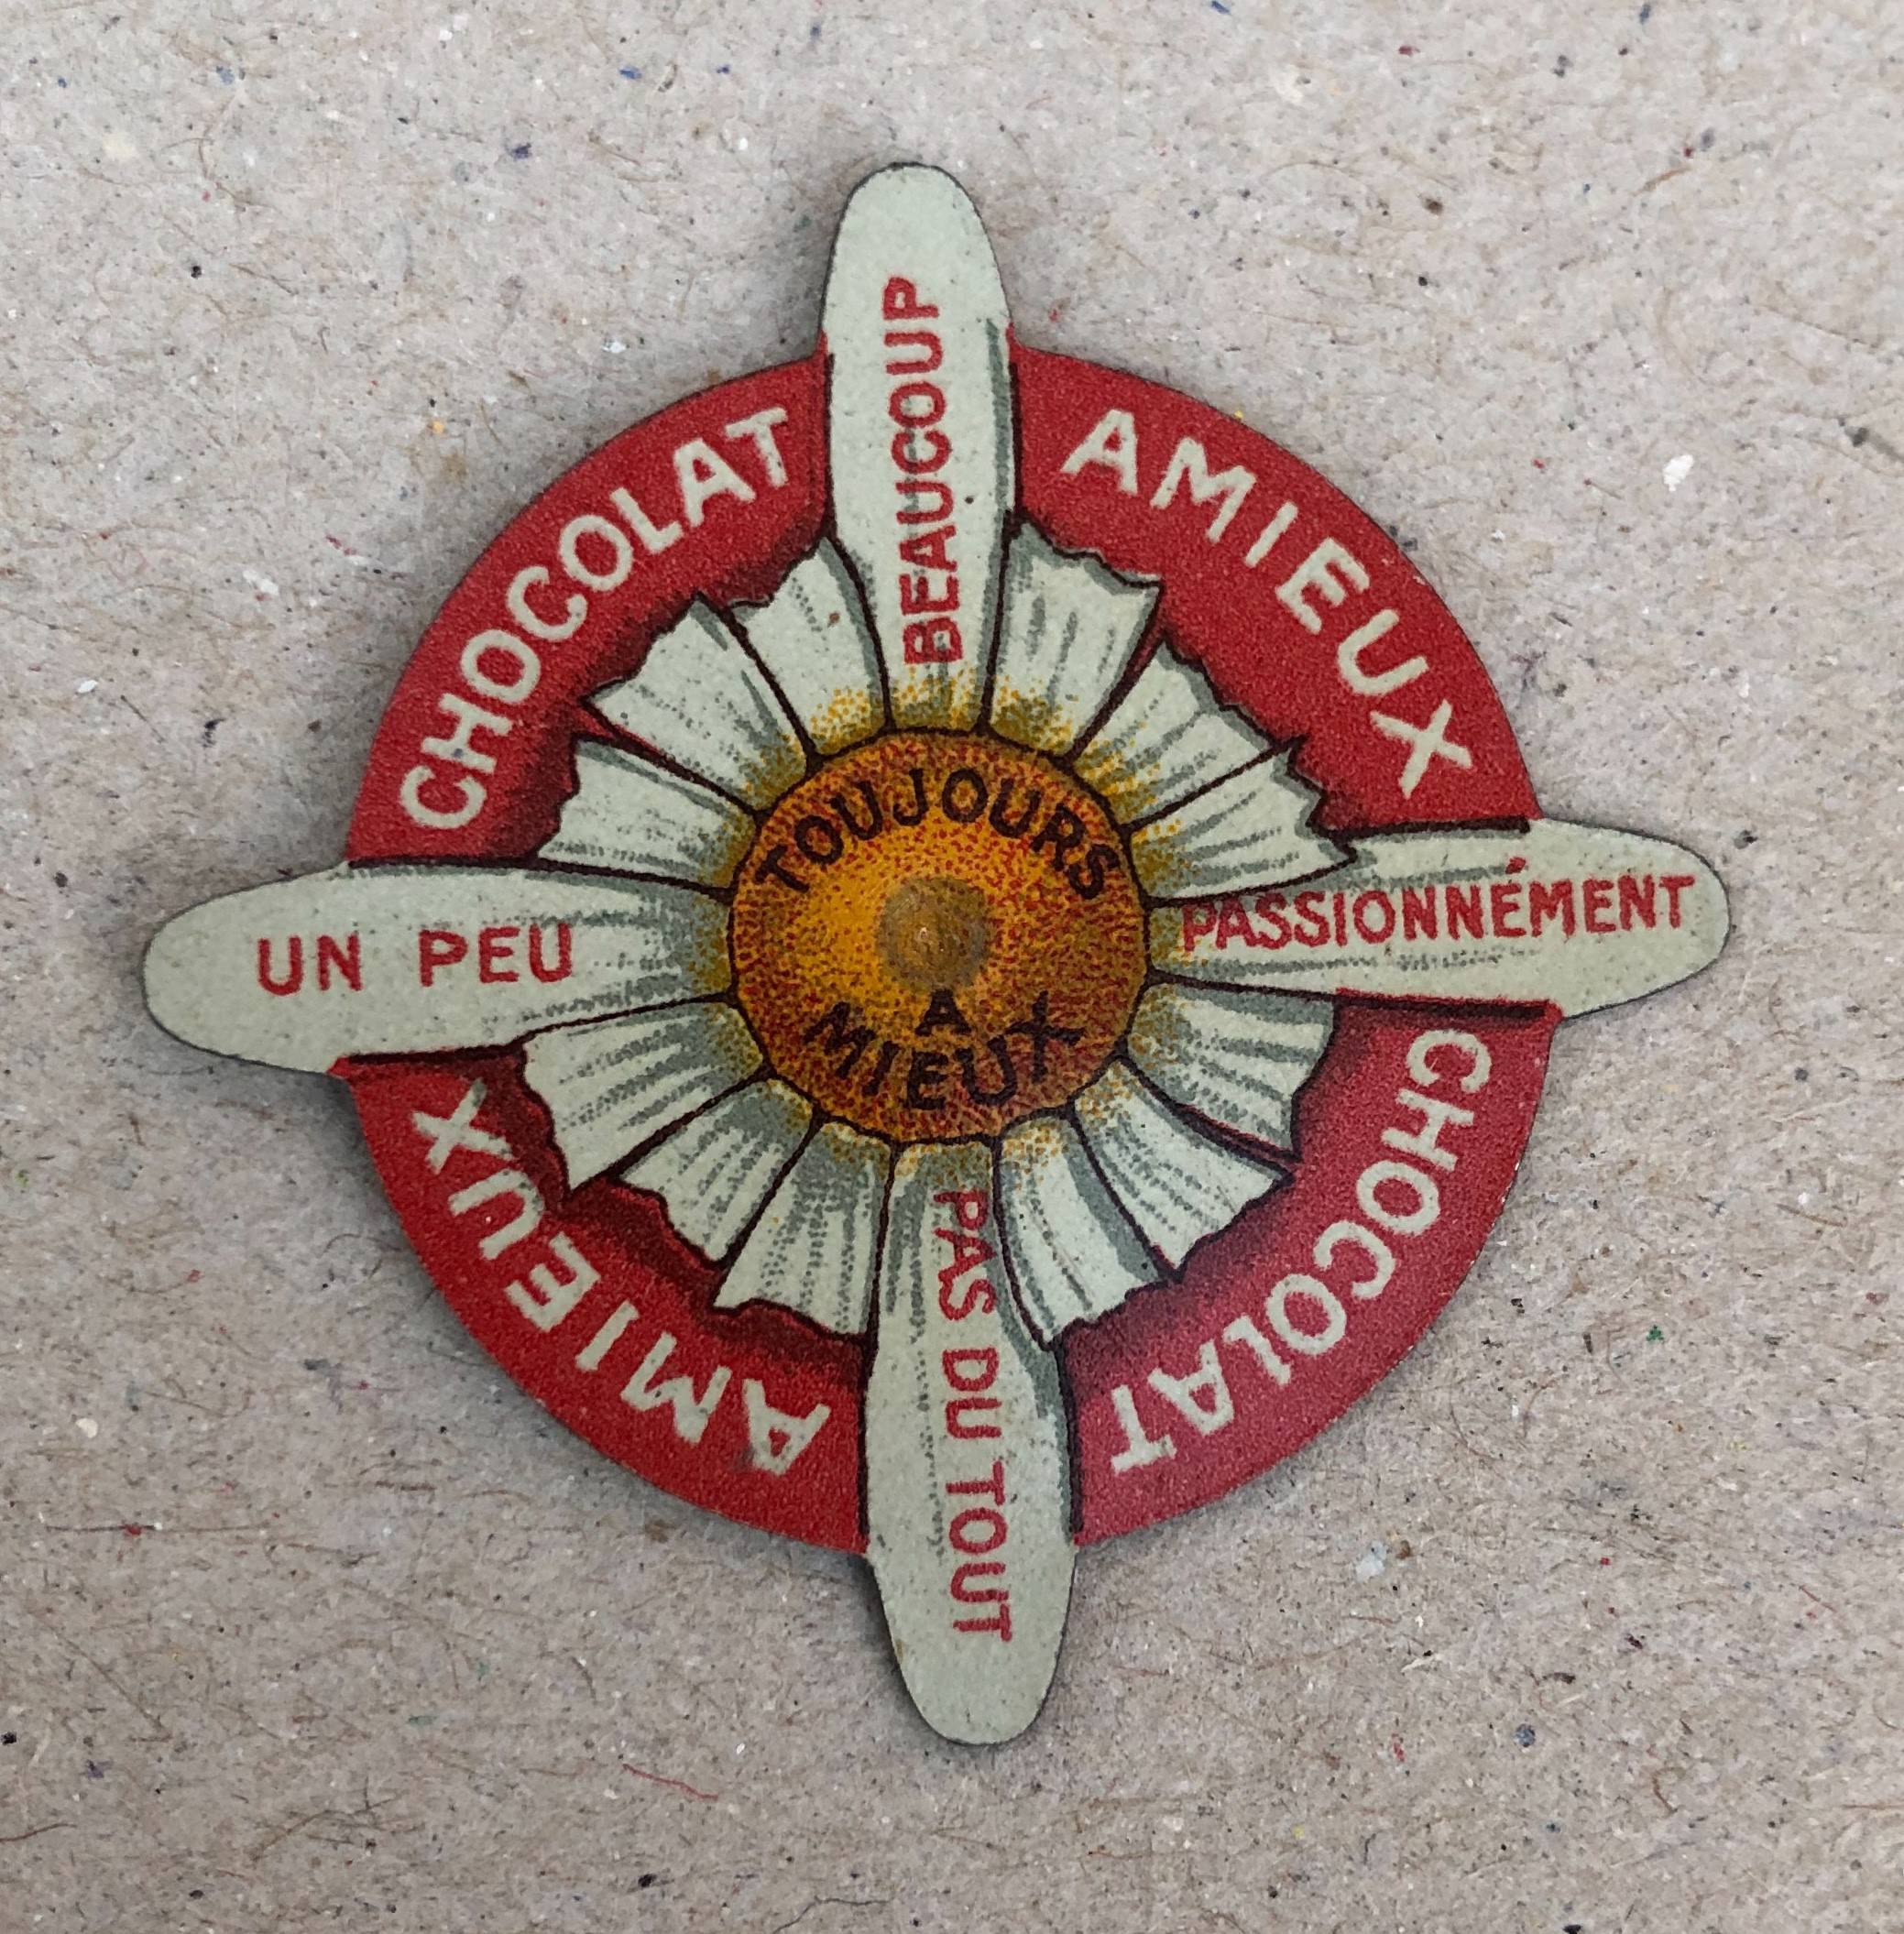 CHOCOLAT
AMIEUX
CHOCOLAT
AMIEUX
UN PEU
BEAUCOUP
PASSIONNÉMENT
PAS DU TOUT
TOUJOURS
A
MIEUX